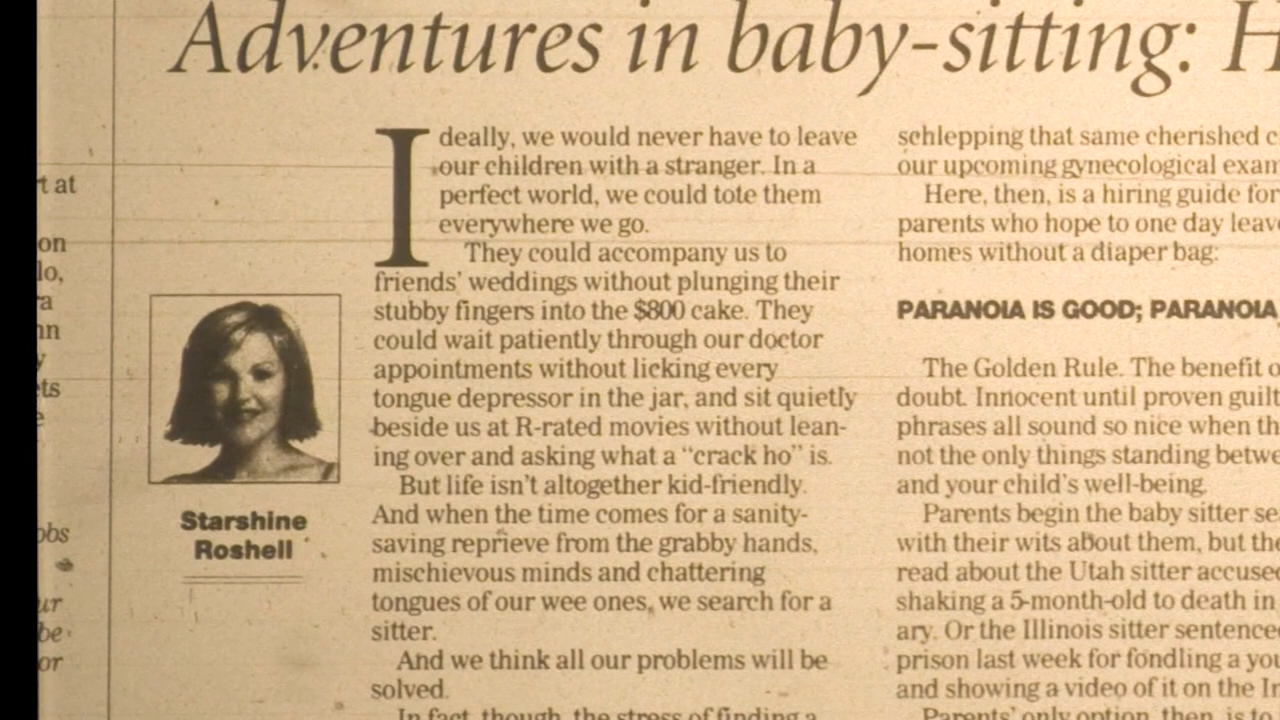 Adventures in baby-sitting: H
t at
on
lo,
a
nn
y
ets
e
obs
ur
be
or
Starshine
Roshell
Ideally, we would never have to leave
our children with a stranger. In a
perfect world, we could tote them
everywhere we go.
They could accompany us to
friends' weddings without plunging their
stubby fingers into the $800 cake. They
could wait patiently through our doctor
appointments without licking every
tongue depressor in the jar, and sit quietly
beside us at R-rated movies without lean-
ing over and asking what a “crack ho” is.
But life isn't altogether kid-friendly.
And when the time comes for a sanity-
saving reprieve from the grabby hands,
mischievous minds and chattering
tongues of our wee ones, we search for a
sitter.
And we think all our problems will be
solved.
In fact, though, the stress of finding a
schlepping that same cherished c
our upcoming gynecological exam
Here, then, is a hiring guide for
parents who hope to one day leav
homes without a diaper bag:
PARANOIA IS GOOD; PARANOIA
The Golden Rule. The benefit o
doubt. Innocent until proven guilt
phrases all sound so nice when th
not the only things standing betwe
and your child's well-being.
Parents begin the baby sitter se
with their wits about them, but the
read about the Utah sitter accused
shaking a 5-month-old to death in
ary. Or the Illinois sitter sentenced
prison last week for fondling a you
and showing a video of it on the In
Parents' only option, then, is to